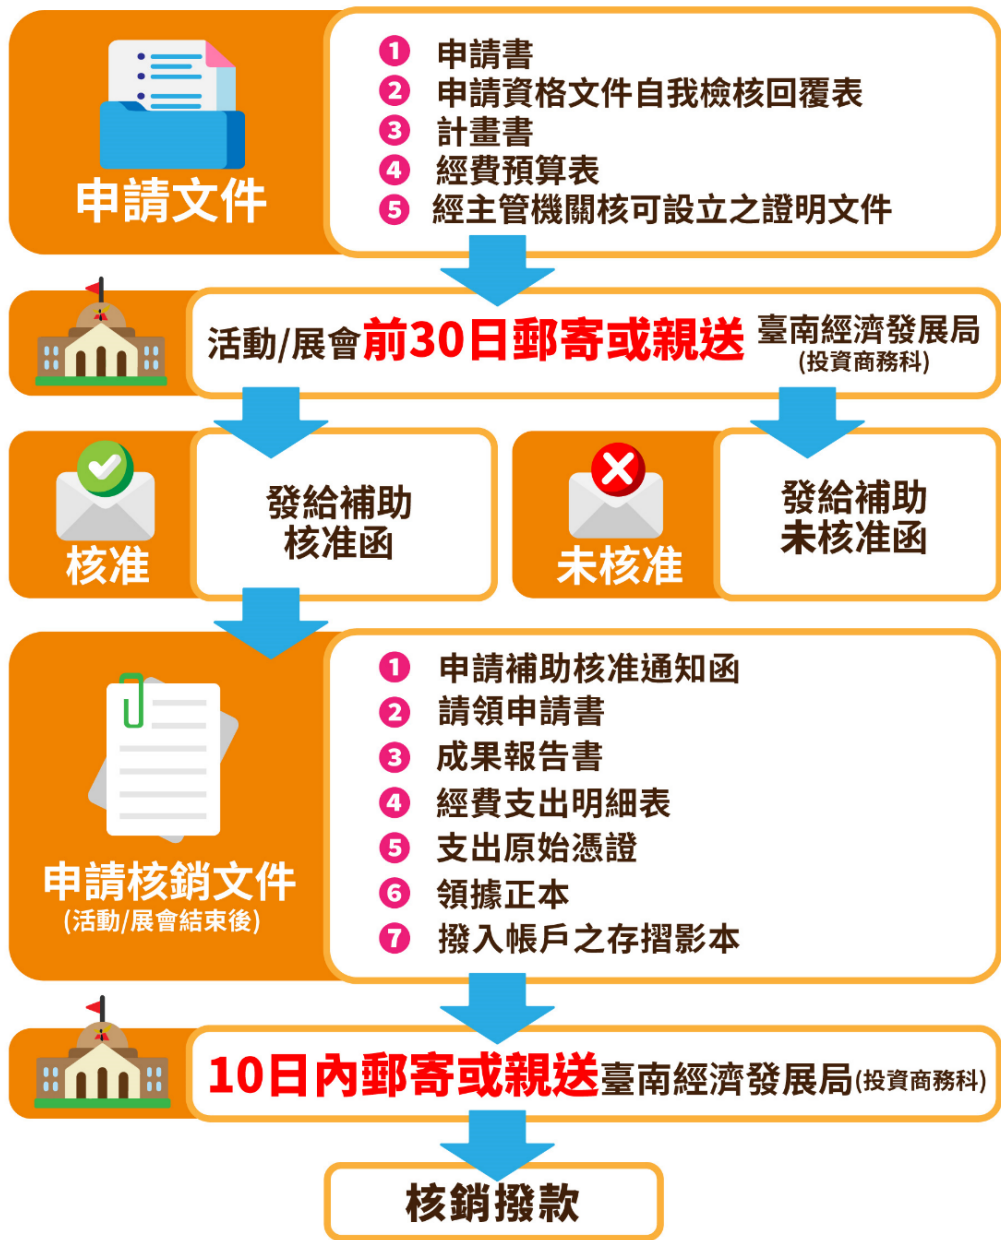 申請文件
1 申請書
2 申請資格文件自我檢核回覆表
3 計畫書
4 經費預算表
5 經主管機關核可設立之證明文件
活動/展會前30日郵寄或親送臺南經濟發展局
(投資商務科)
核准
發給補助
核准函
未核准
發給補助
未核准函
申請核銷文件
(活動/展會結束後)
1 申請補助核准通知函
2 請領申請書
3 成果報告書
4 經費支出明細表
5 支出原始憑證
6 領據正本
7 撥入帳戶之存摺影本
10日內郵寄或親送臺南經濟發展局(投資商務科)
核銷撥款